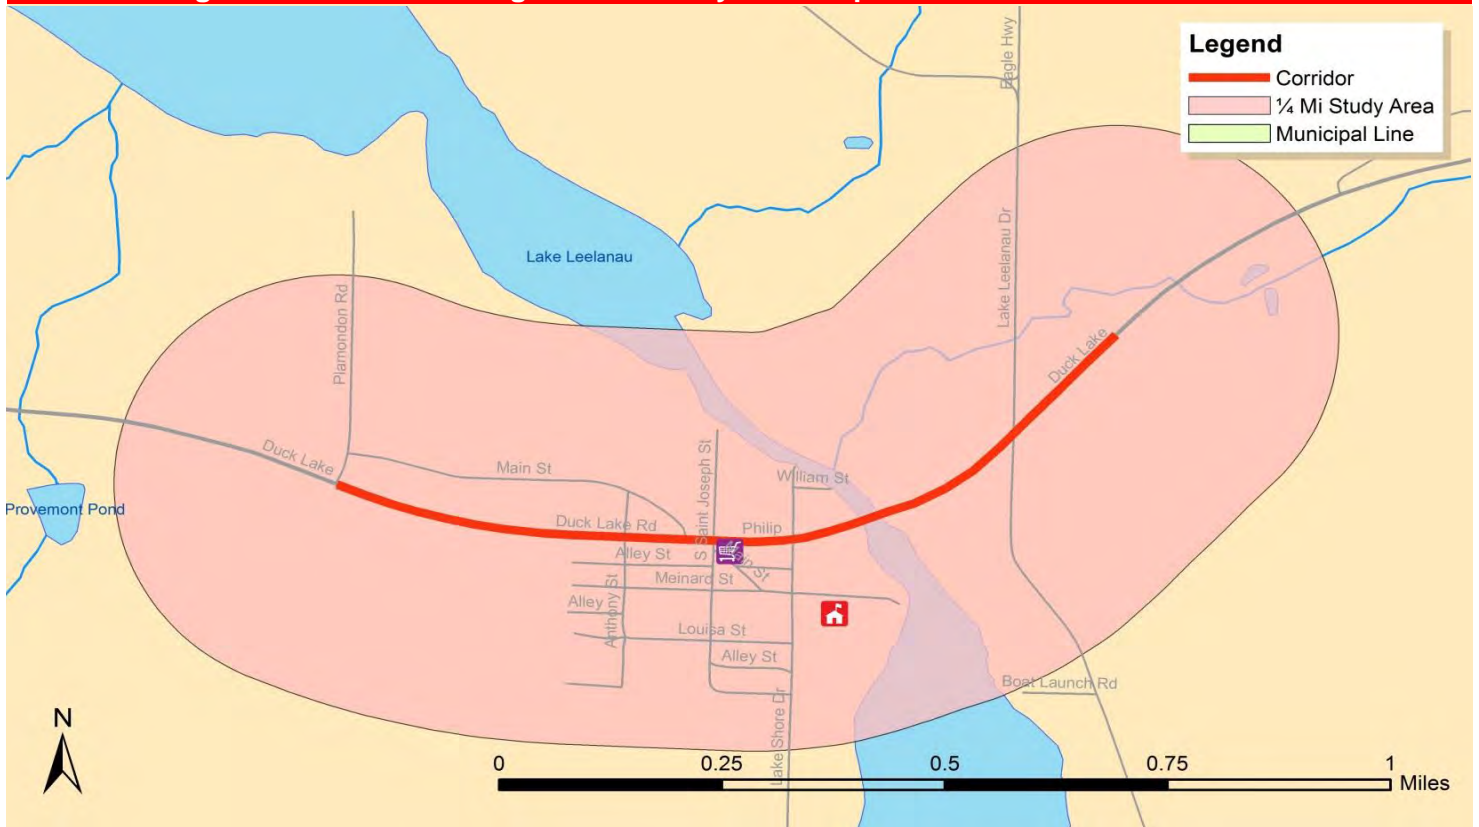 Eagle Hwy
Legend
Corridor
¼ Mi Study Area
Municipal Line
Lake Leelanau
Lake Leelanau Dr
Plamondon Rd
Duck Lake
Duck Lake
Main St
S Saint Joseph St
William St
Provemont Pond
Duck Lake Rd
Philip
Alley St
Meinard St
Alley
Anthony St
Louisa St
Alley St
Boat Launch Rd
Lake Shore Dr
N
0 0.25 0.5 0.75 1
Miles